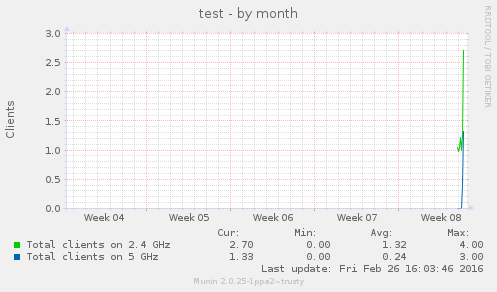 test - by month
3.0
2.5
2.0
1.5
1.0
0.5
0.0
Clients
RRDTOOL / TOBI OETIKER
Week 04 Week 05 Week 06 Week 07 Week 08
Cur: Min: Avg: Max:
Total clients on 2.4 GHz 2.70 0.00 1.32 4.00
Total clients on 5 GHz 1.33 0.00 0.24 3.00
Last update: Fri Feb 26 16:03:46 2016
Munin 2.0.25-1ppa2~trusty